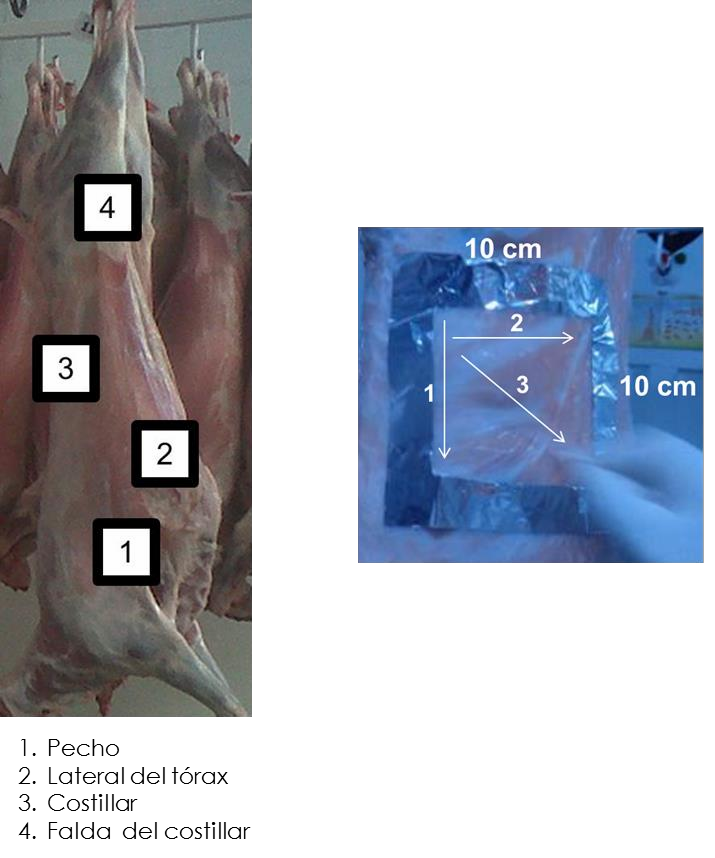 4
3
2
1
10 cm
2
1
3
10 cm
1. Pecho
2. Lateral del tórax
3. Costillar
4. Falda del costillar